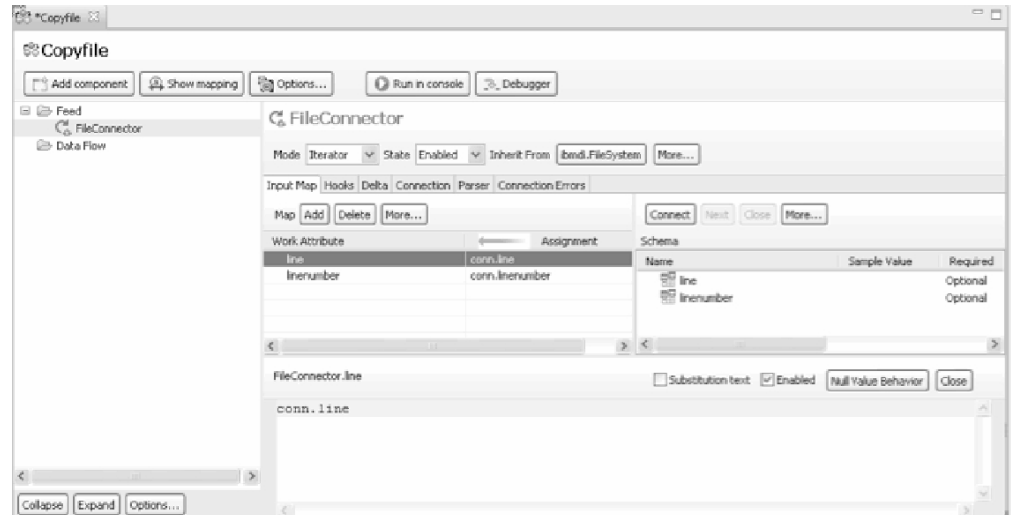 *Copyfile
Copyfile
Add component Show mapping Options... Run in console Debugger
Feed
FileConnector
Data Flow
FileConnector
Mode Iterator State Enabled Inherit From ibmdi.FileSystem More...
Input Map Hooks Delta Connection Parser Connection Errors
Map Add Delete More...
Connect Next Close More...
Work Attribute Assignment
line conn.line
linenumber conn.linenumber
Schema
Name Sample Value Required
line Optional
linenumber Optional
FileConnector.line
Substitution text Enabled Null Value Behavior Close
conn.line
Collapse Expand Options...